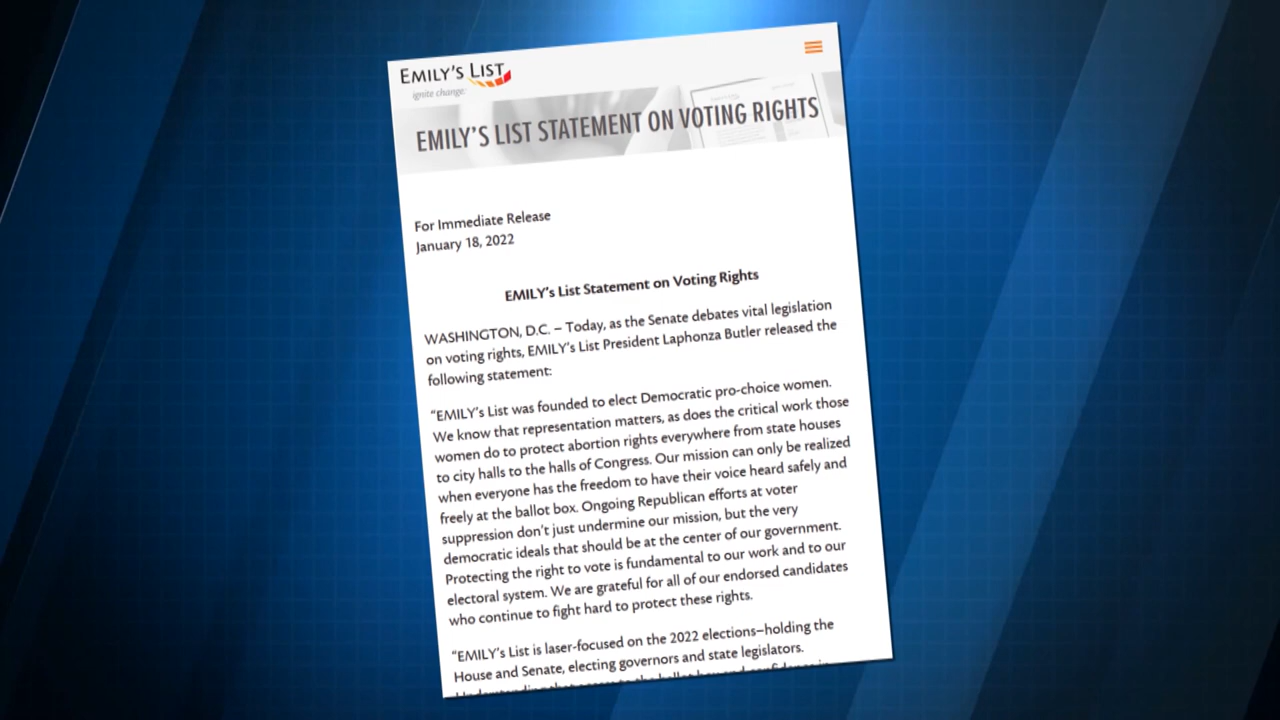 EMILY'S LIST
ignite change.
EMILY'S LIST STATEMENT ON VOTING RIGHTS
For Immediate Release
January 18, 2022
EMILY's List Statement on Voting Rights
WASHINGTON, D.C. – Today, as the Senate debates vital legislation
on voting rights, EMILY's List President Laphonza Butler released the
following statement:
“EMILY's List was founded to elect Democratic pro-choice women.
We know that representation matters, as does the critical work those
women do to protect abortion rights everywhere from state houses
to city halls to the halls of Congress. Our mission can only be realized
when everyone has the freedom to have their voice heard safely and
freely at the ballot box. Ongoing Republican efforts at voter
suppression don't just undermine our mission, but the very
democratic ideals that should be at the center of our government.
Protecting the right to vote is fundamental to our work and to our
electoral system. We are grateful for all of our endorsed candidates
who continue to fight hard to protect these rights.
“EMILY's List is laser-focused on the 2022 elections–holding the
House and Senate, electing governors and state legislators.